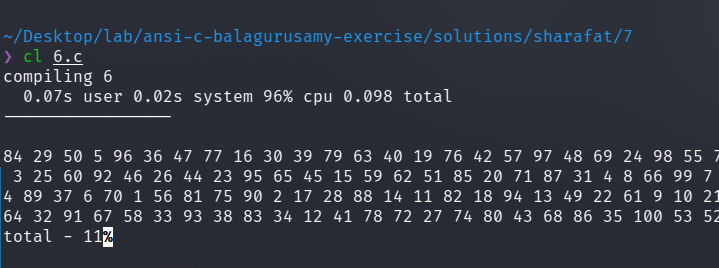 ~/Desktop/lab/ansi-c-balagurusamy-exercise/solutions/sharafat/7
❯ cl 6.c
compiling 6
0.07s user 0.02s system 96% cpu 0.098 total
—————————————————
84 29 50 5 96 36 47 77 16 30 39 79 63 40 19 76 42 57 97 48 69 24 98 55 7
3 25 60 92 46 26 44 23 95 65 45 15 59 62 51 85 20 71 87 31 4 8 66 99 7
4 89 37 6 70 1 56 81 75 90 2 17 28 88 14 11 82 18 94 13 49 22 61 9 10 21
64 32 91 67 58 33 93 38 83 34 12 41 78 72 27 74 80 43 68 86 35 100 53 52
total - 11%